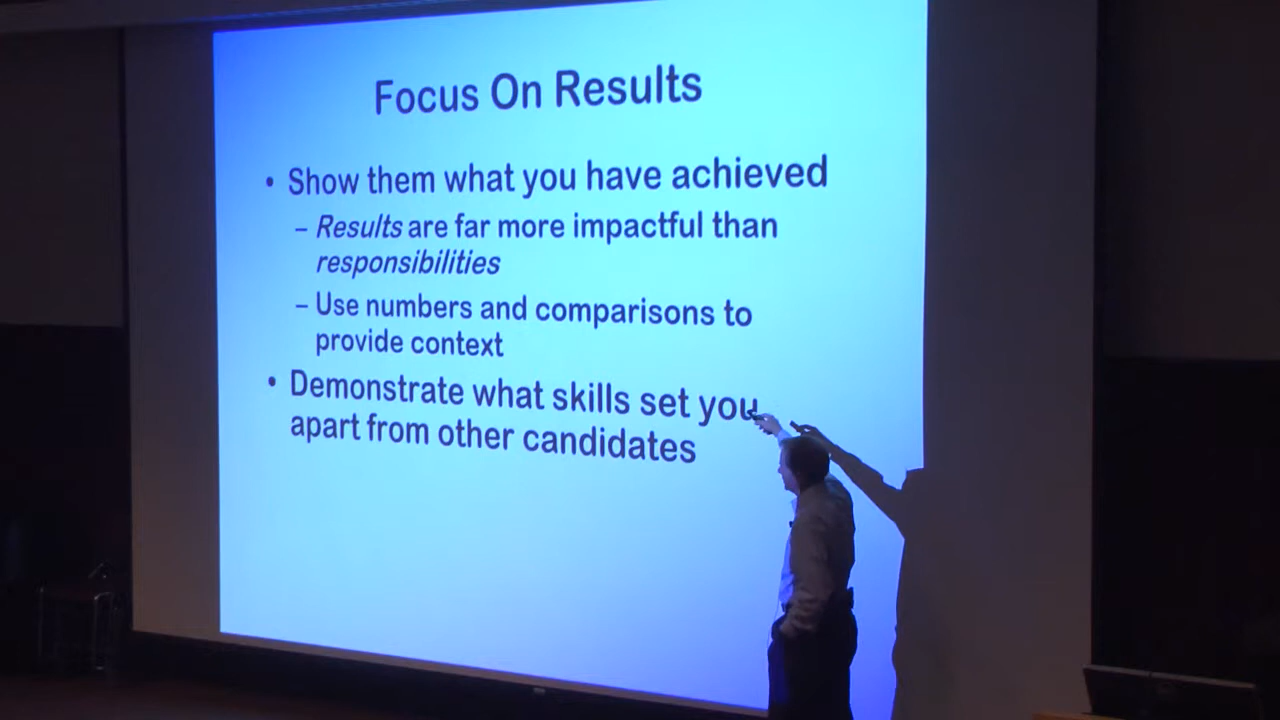 Focus On Results
• Show them what you have achieved
– Results are far more impactful than
responsibilities
– Use numbers and comparisons to
provide context
• Demonstrate what skills set you
apart from other candidates